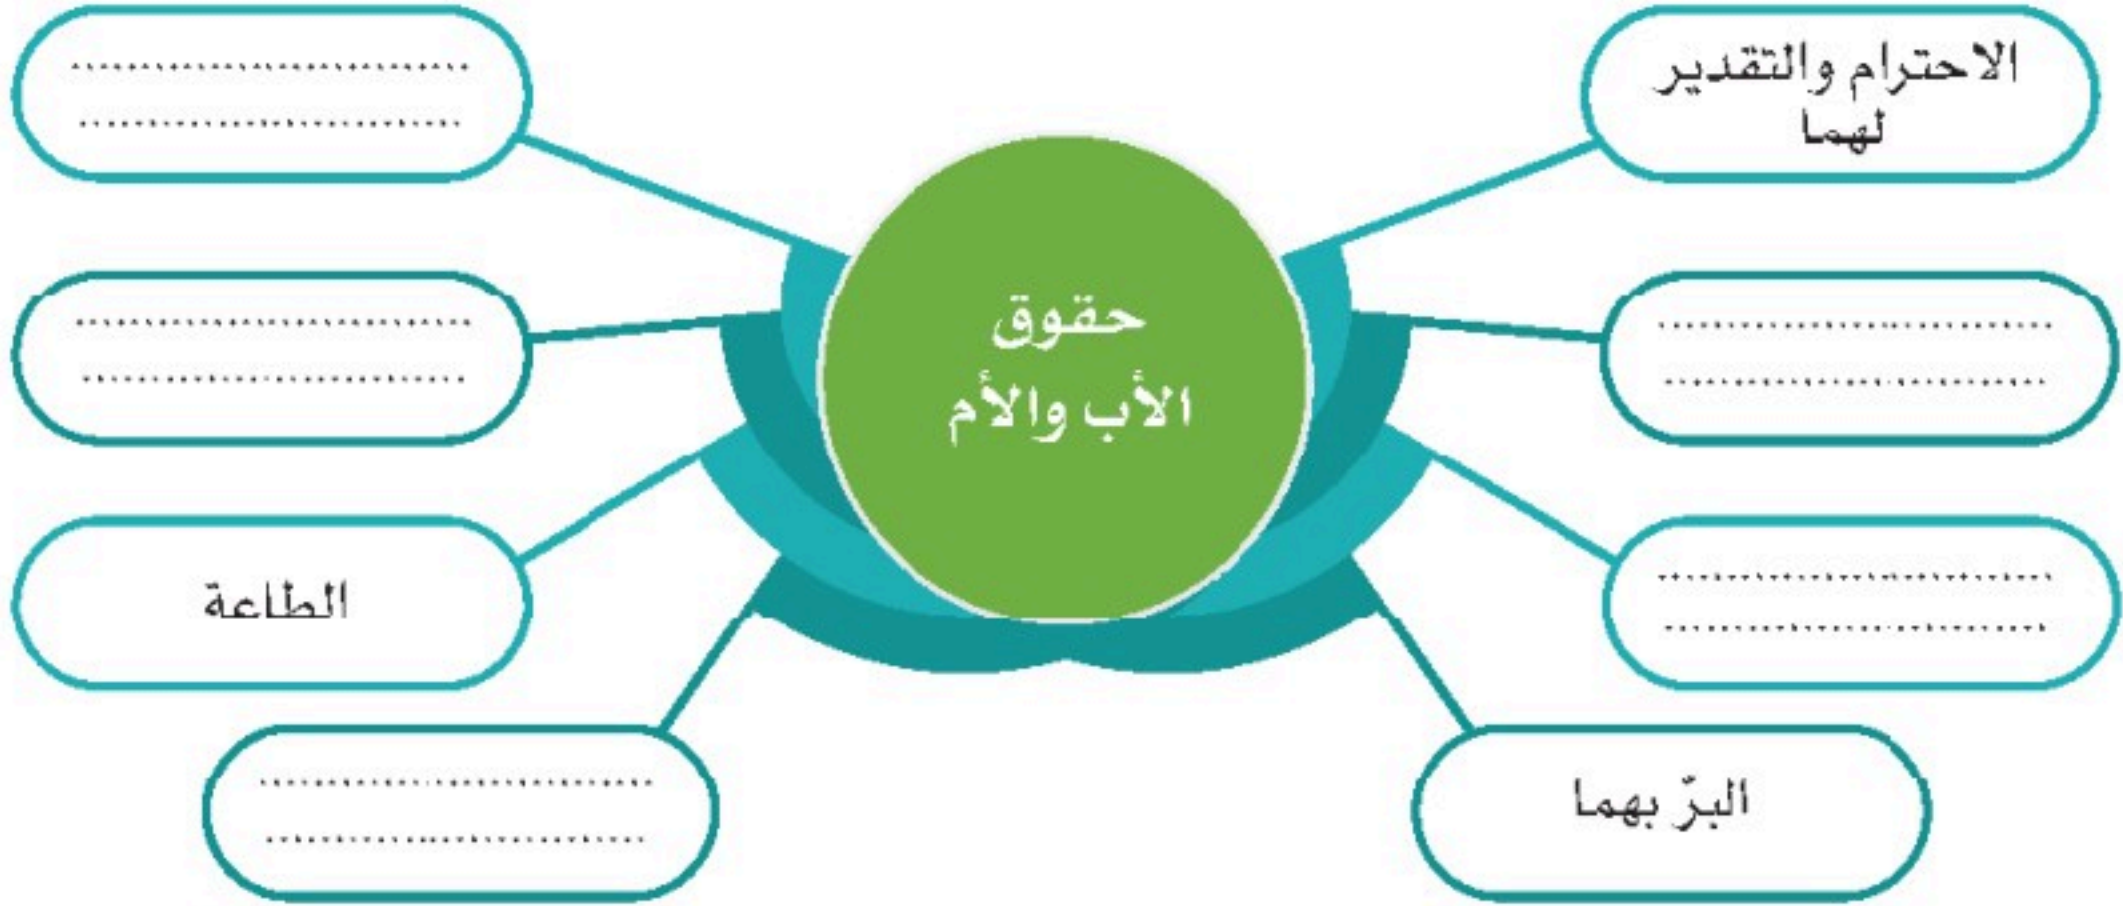 الاحترام والتقدير
لهما
حقوق
الأب والأم
الطاعة
البرّ بهما